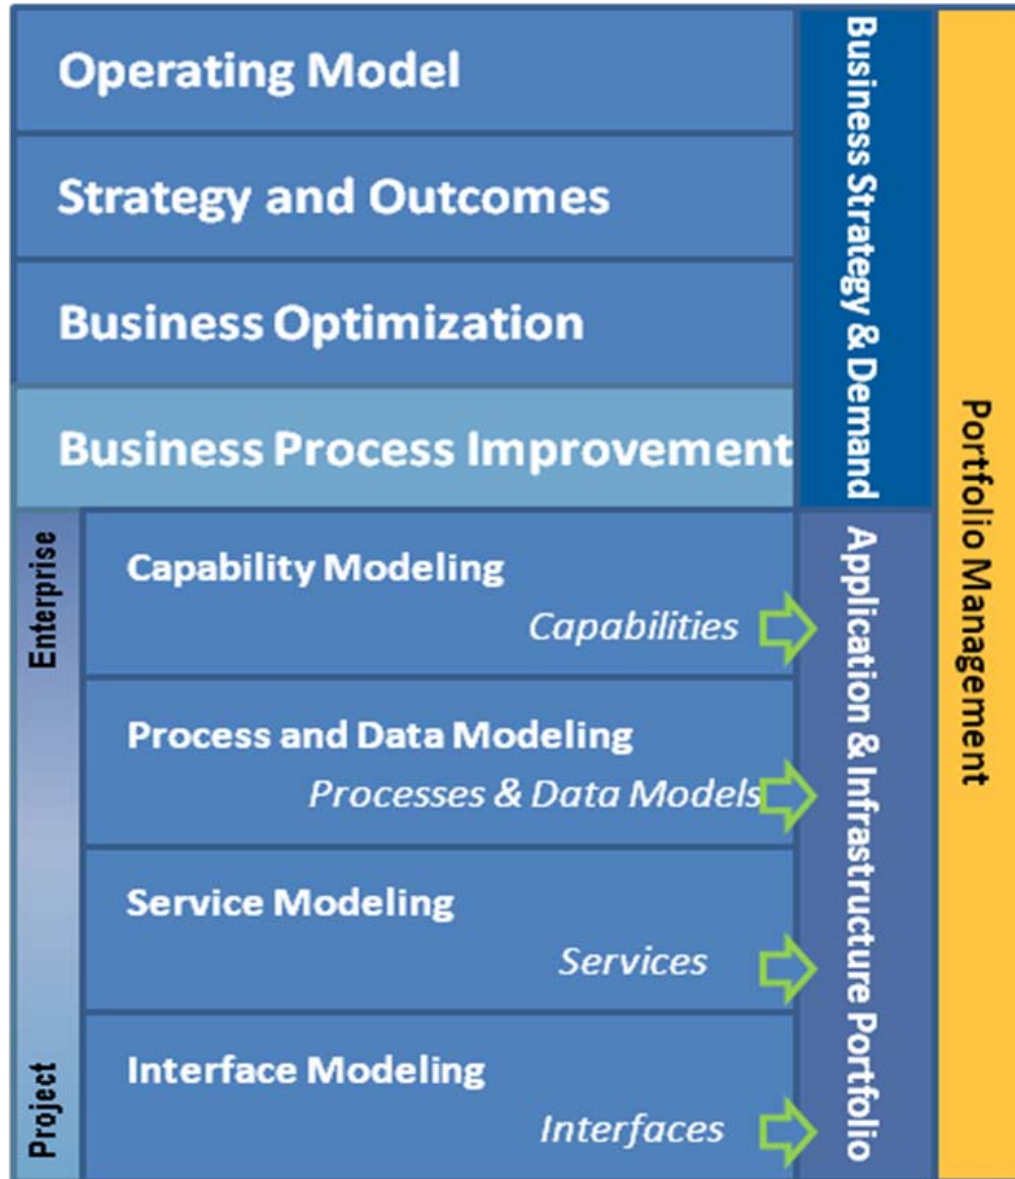 Operating Model
Strategy and Outcomes
Business Optimization
Business Process Improvement
Business Strategy & Demand
Portfolio Management
Enterprise
Project
Capability Modeling
Capabilities
Process and Data Modeling
Processes & Data Models
Service Modeling
Services
Interface Modeling
Interfaces
Application & Infrastructure Portfolio